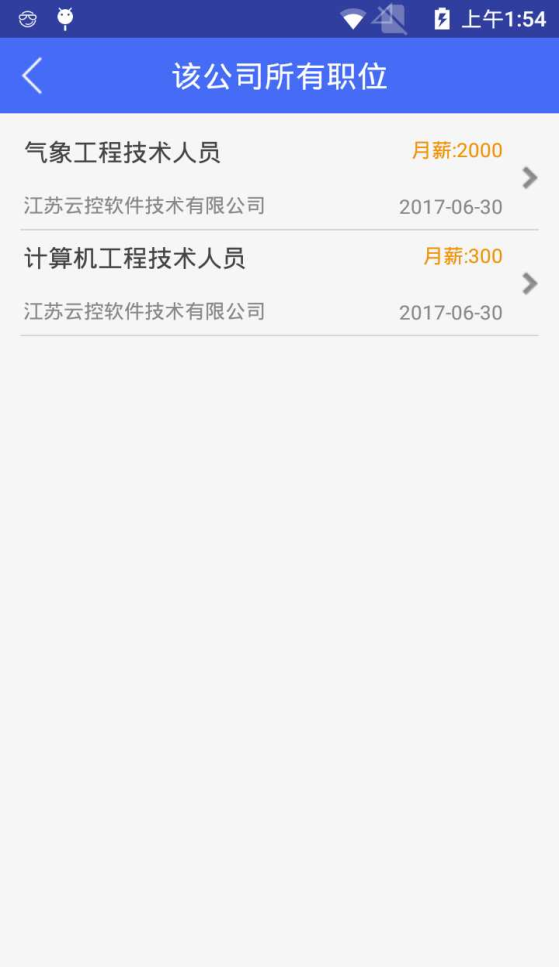 上午1:54
该公司所有职位
气象工程技术人员 月薪:2000
江苏云控软件技术有限公司 2017-06-30
计算机工程技术人员 月薪:300
江苏云控软件技术有限公司 2017-06-30